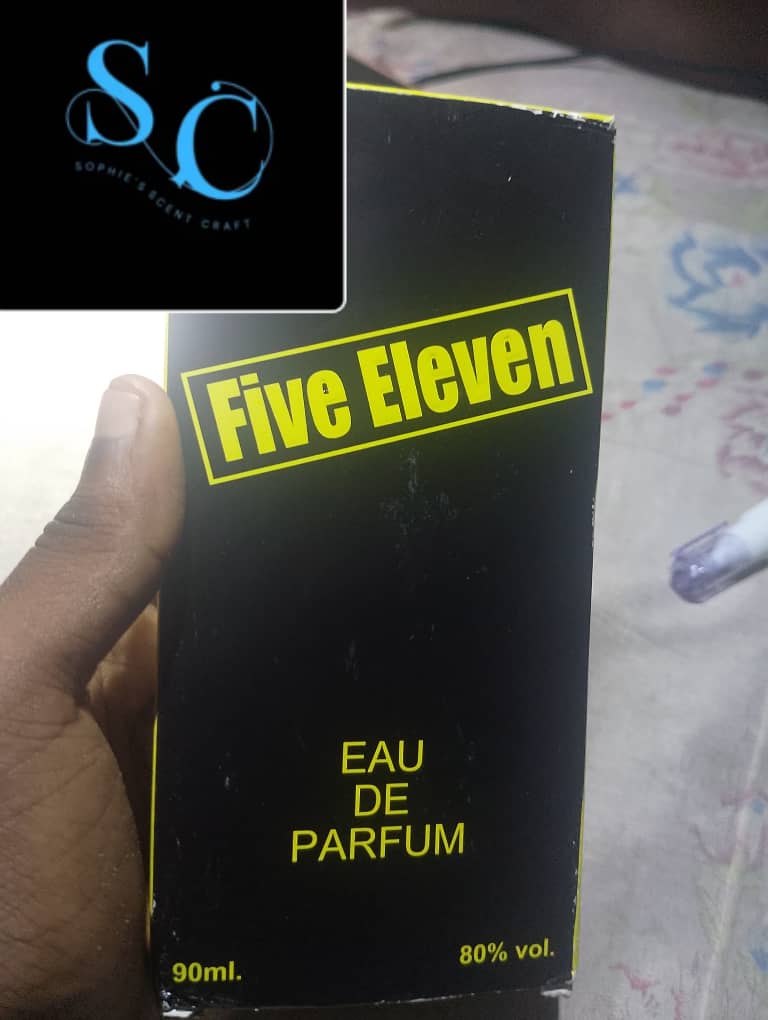 SC
SOPHIE'S SCENT CRAFT
Five Eleven
EAU
DE
PARFUM
90ml.
80% vol.